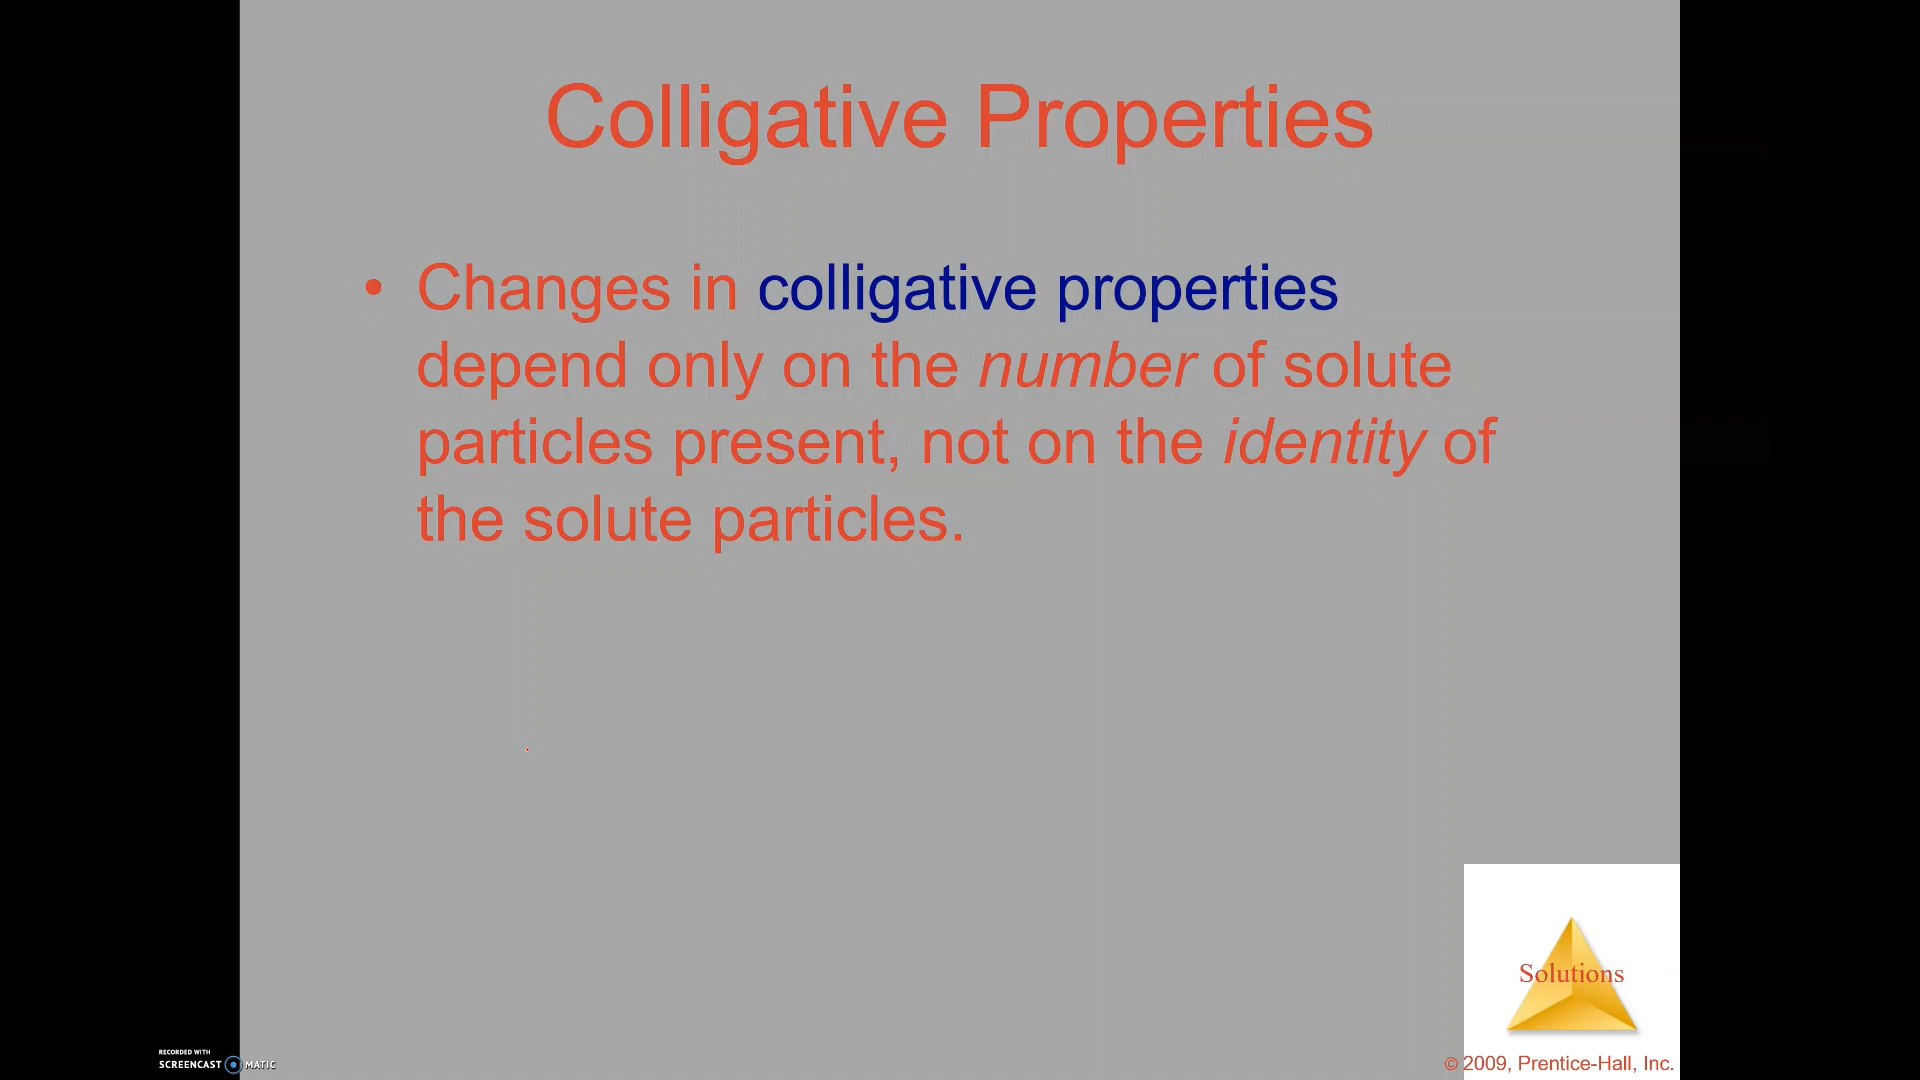 Colligative Properties
• Changes in colligative properties
depend only on the number of solute
particles present, not on the identity of
the solute particles.
Solutions
© 2009, Prentice-Hall, Inc.
RECORDED WITH
SCREENCAST MATIC